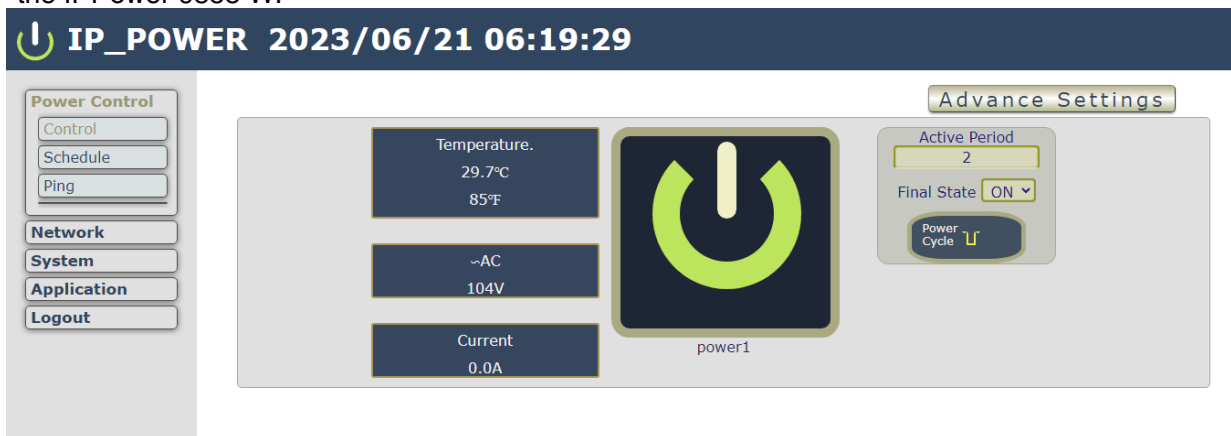 IP_POWER 2023/06/21 06:19:29
Power Control
Control
Schedule
Ping
Network
System
Application
Logout
Advance Settings
Temperature.
29.7℃
85℉
∽AC
104V
Current
0.0A
power1
Active Period
2
Final State ON
Power
Cycle